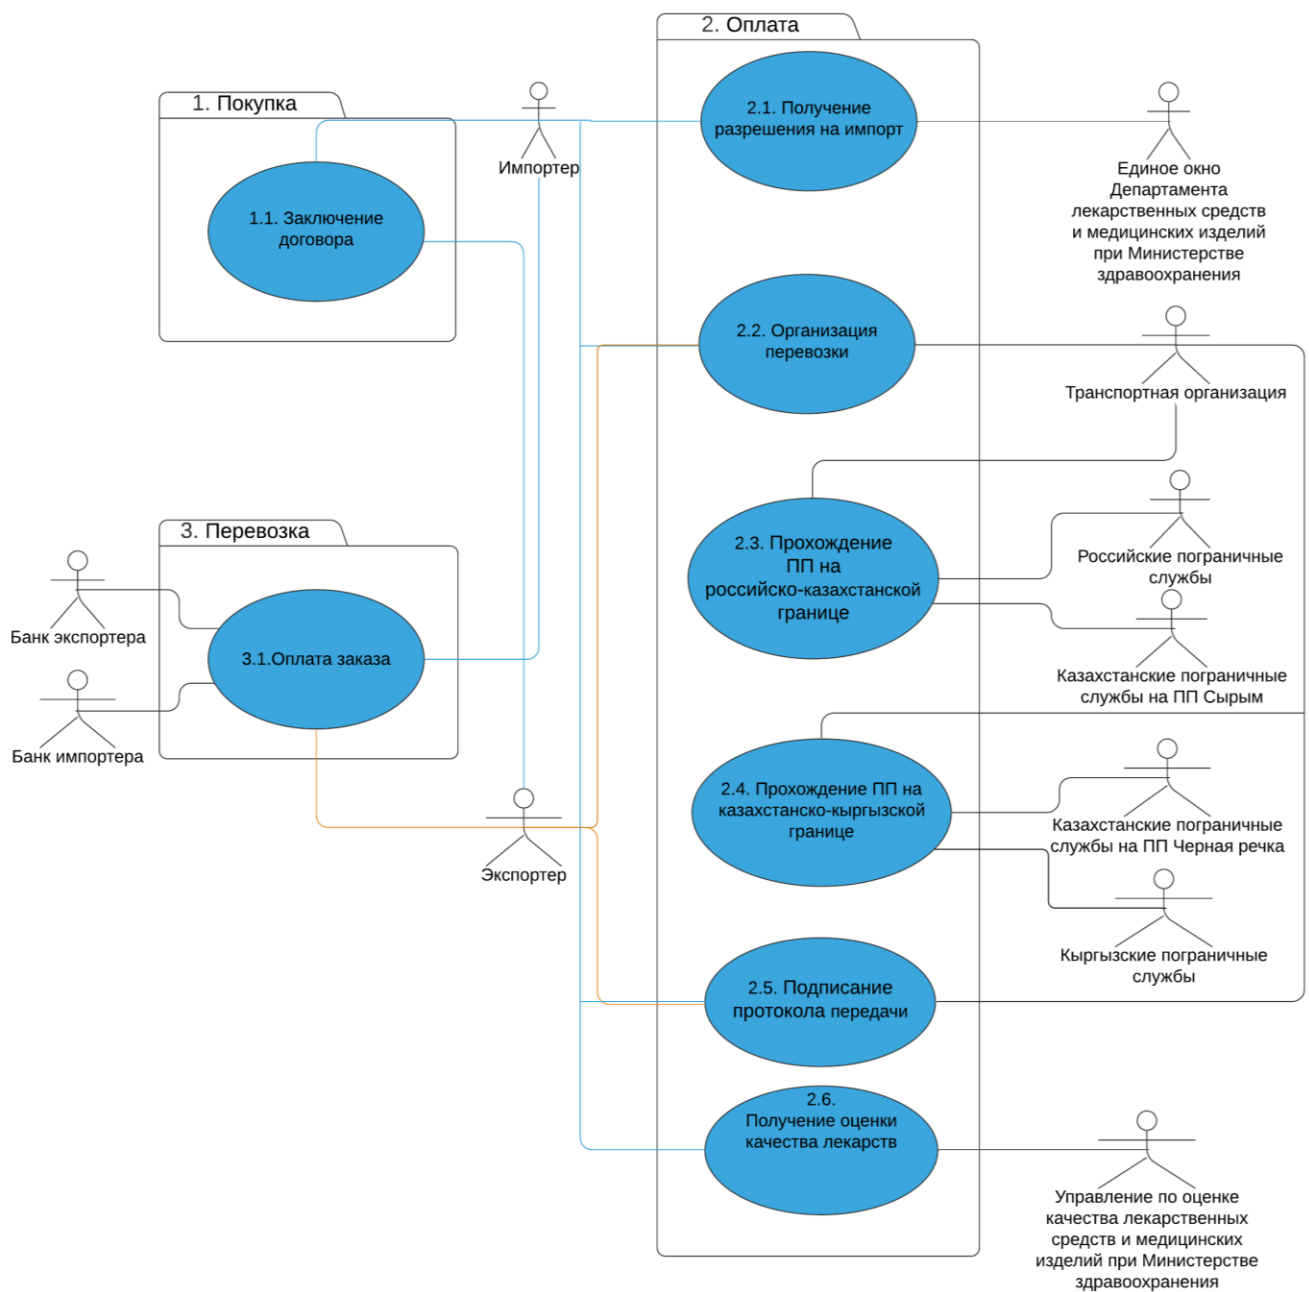 1. Покупка
1.1. Заключение
договора
Импортер
2. Оплата
2.1. Получение
разрешения на импорт
Единое окно
Департамента
лекарственных средств
и медицинских изделий
при Министерстве
здравоохранения
2.2. Организация
перевозки
Транспортная организация
2.3. Прохождение
ПП на
российско-казахстанской
границе
Российские пограничные
службы
Казахстанские пограничные
службы на ПП Сырым
3. Перевозка
Банк экспортера
3.1.Оплата заказа
Банк импортера
Экспортер
2.4. Прохождение ПП на
казахстанско-кыргызской
границе
Казахстанские пограничные
службы на ПП Черная речка
Кыргызские пограничные
службы
2.5. Подписание
протокола передачи
2.6.
Получение оценки
качества лекарств
Управление по оценке
качества лекарственных
средств и медицинских
изделий при Министерстве
здравоохранения